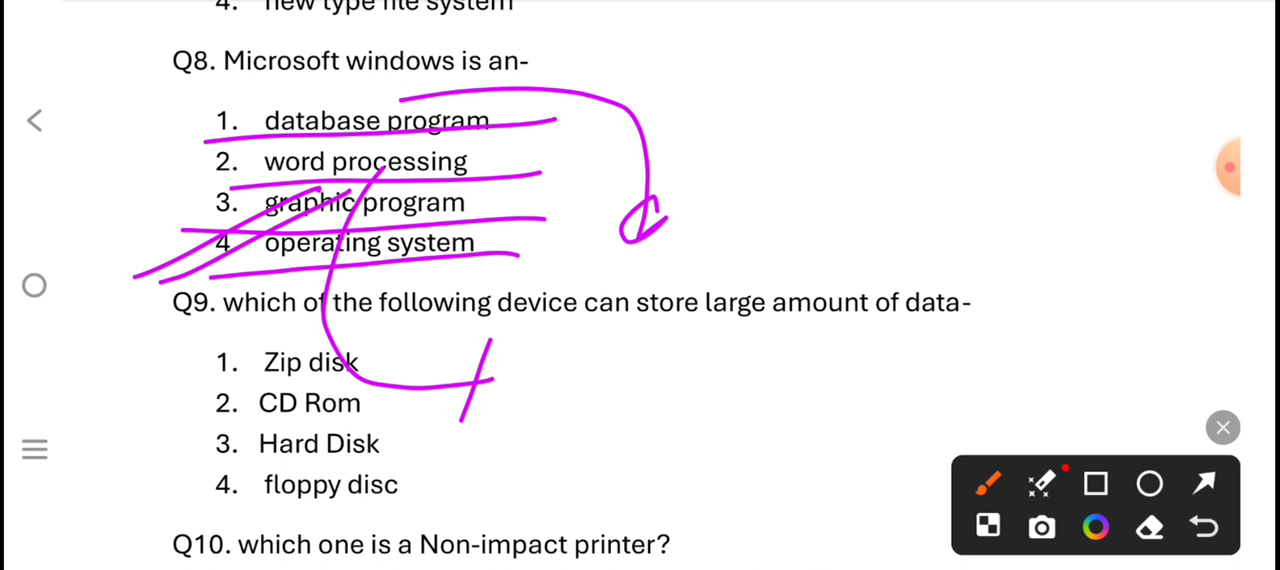 4. new type file system
Q8. Microsoft windows is an-
1. database program
2. word processing
3. graphic program
4 operating system
Q9. which of the following device can store large amount of data-
1. Zip disk
2. CD Rom
3. Hard Disk
4. floppy disc
Q10. which one is a Non-impact printer?